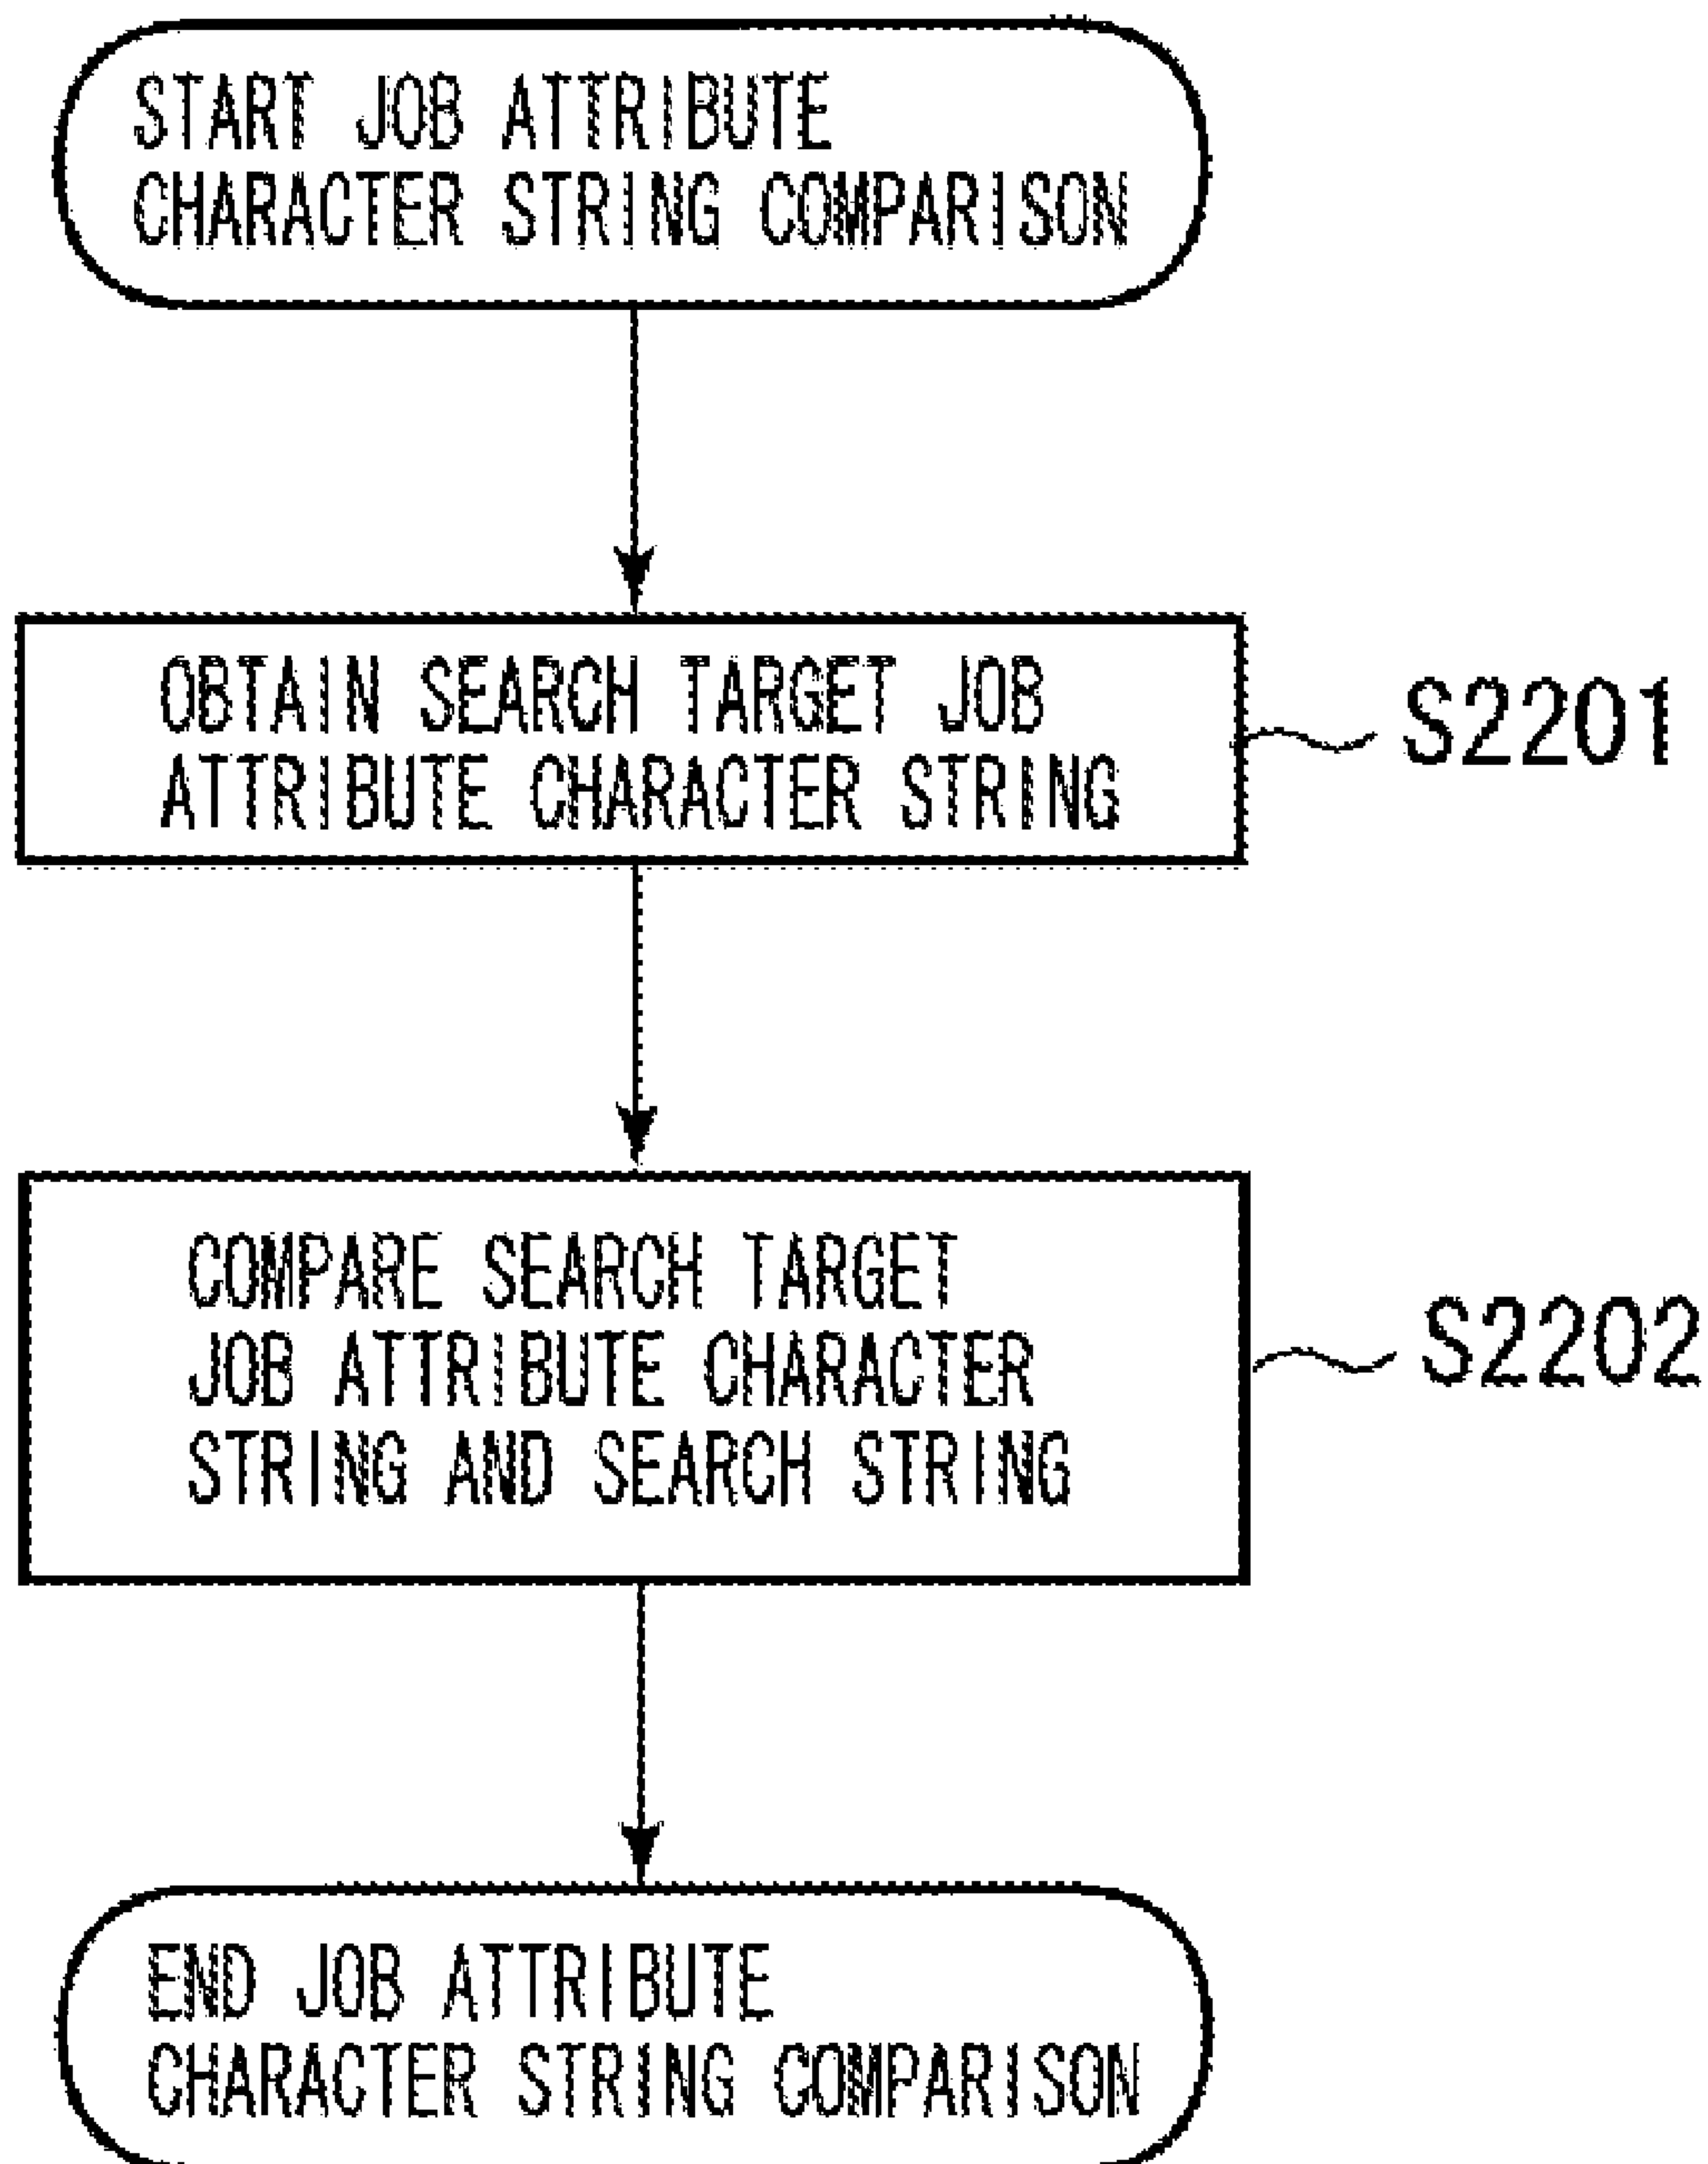 START JOB ATTRIBUTE
CHARACTER STRING COMPARISON
OBTAIN SEARCH TARGET JOB
ATTRIBUTE CHARACTER STRING
S2201
COMPARE SEARCH TARGET
JOB ATTRIBUTE CHARACTER
STRING AND SEARCH STRING
S2202
END JOB ATTRIBUTE
CHARACTER STRING COMPARISON